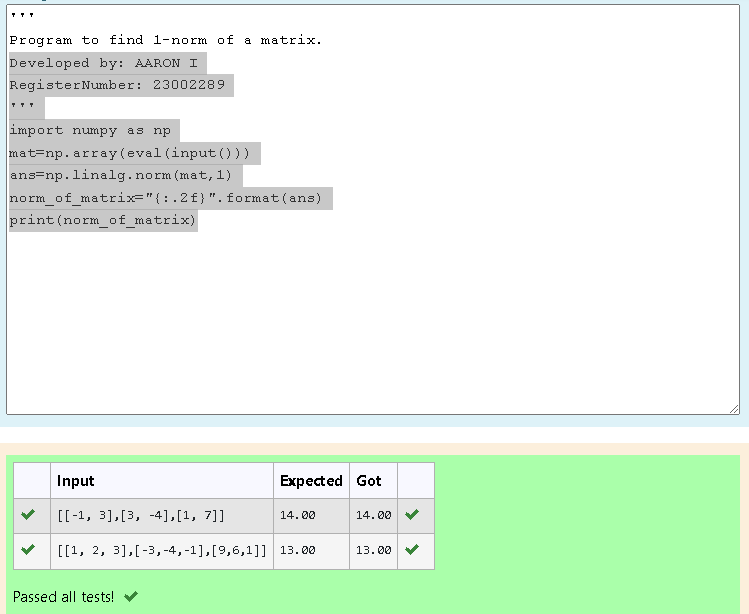 '''
Program to find 1-norm of a matrix.
Developed by: AARON I
RegisterNumber: 23002289
'''
import numpy as np
mat=np.array(eval(input()))
ans=np.linalg.norm(mat,1)
norm_of_matrix="{:.2f}".format(ans)
print(norm_of_matrix)
Input Expected Got
[[-1, 3],[3, -4],[1, 7]] 14.00 14.00
[[1, 2, 3],[-3,-4,-1],[9,6,1]] 13.00 13.00
Passed all tests!